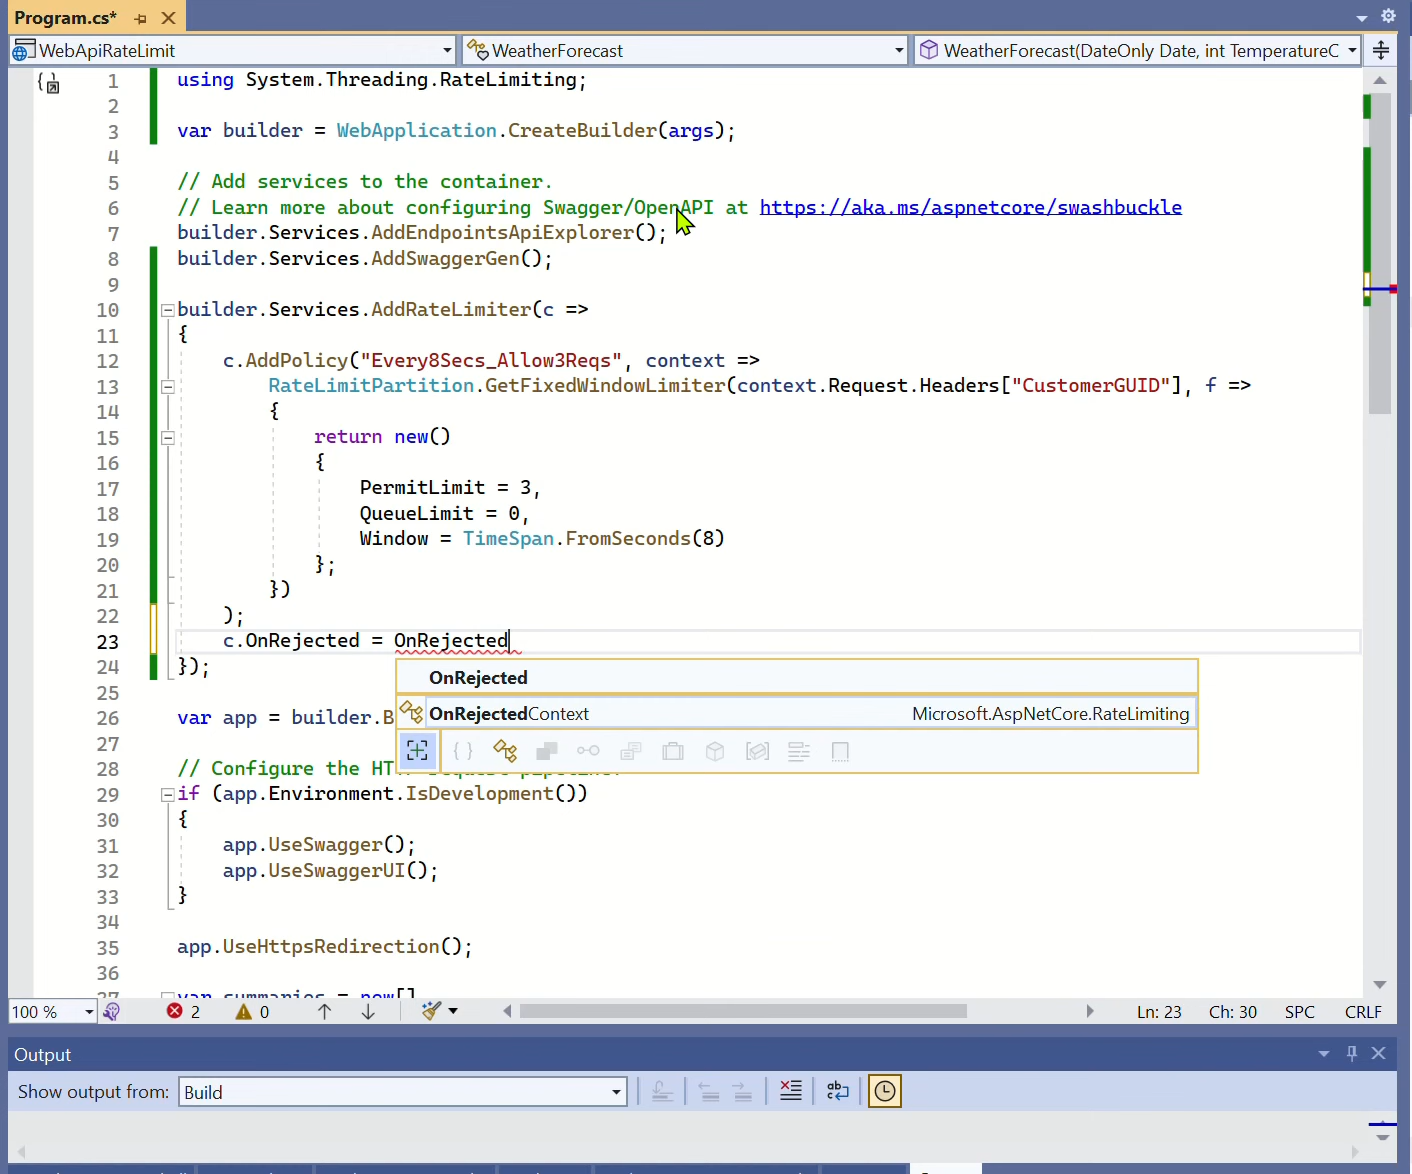 Program.cs*
WebApiRateLimit WeatherForecast WeatherForecast(DateOnly Date, int TemperatureC
1 using System.Threading.RateLimiting;
2
3 var builder = WebApplication.CreateBuilder(args);
4
5 // Add services to the container.
6 // Learn more about configuring Swagger/OpenAPI at https://aka.ms/aspnetcore/swashbuckle
7 builder.Services.AddEndpointsApiExplorer();
8 builder.Services.AddSwaggerGen();
9
10 builder.Services.AddRateLimiter(c =>
11 {
12 c.AddPolicy("Every8Secs_Allow3Reqs", context =>
13 RateLimitPartition.GetFixedWindowLimiter(context.Request.Headers["CustomerGUID"], f =>
14 {
15 return new()
16 {
17 PermitLimit = 3,
18 QueueLimit = 0,
19 Window = TimeSpan.FromSeconds(8)
20 };
21 })
22 );
23 c.OnRejected = OnRejected
24 });
OnRejected
25
26 var app = builder.B
OnRejectedContext Microsoft.AspNetCore.RateLimiting
27
28 // Configure the HT
29 if (app.Environment.IsDevelopment())
30 {
31 app.UseSwagger();
32 app.UseSwaggerUI();
33 }
34
35 app.UseHttpsRedirection();
36
37 var summaries = new[]
100 % 2 0 Ln: 23 Ch: 30 SPC CRLF
Output
Show output from: Build